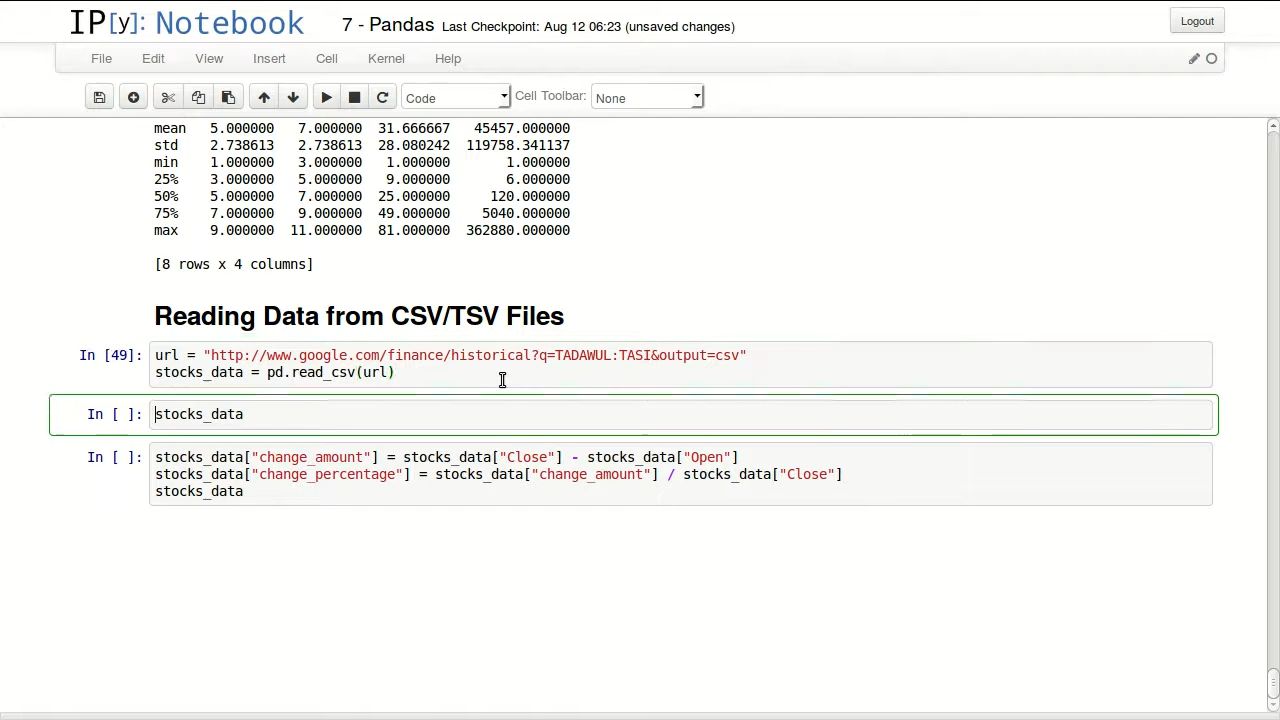 IP[y]: Notebook 7 - Pandas Last Checkpoint: Aug 12 06:23 (unsaved changes) Logout
File Edit View Insert Cell Kernel Help
Code Cell Toolbar: None
mean 5.000000 7.000000 31.666667 45457.000000
std 2.738613 2.738613 28.080242 119758.341137
min 1.000000 3.000000 1.000000 1.000000
25% 3.000000 5.000000 9.000000 6.000000
50% 5.000000 7.000000 25.000000 120.000000
75% 7.000000 9.000000 49.000000 5040.000000
max 9.000000 11.000000 81.000000 362880.000000
[8 rows x 4 columns]
Reading Data from CSV/TSV Files
In [49]: url = "http://www.google.com/finance/historical?q=TADAWUL:TASI&output=csv"
stocks_data = pd.read_csv(url)
In [ ]: stocks_data
In [ ]: stocks_data["change_amount"] = stocks_data["Close"] - stocks_data["Open"]
stocks_data["change_percentage"] = stocks_data["change_amount"] / stocks_data["Close"]
stocks_data